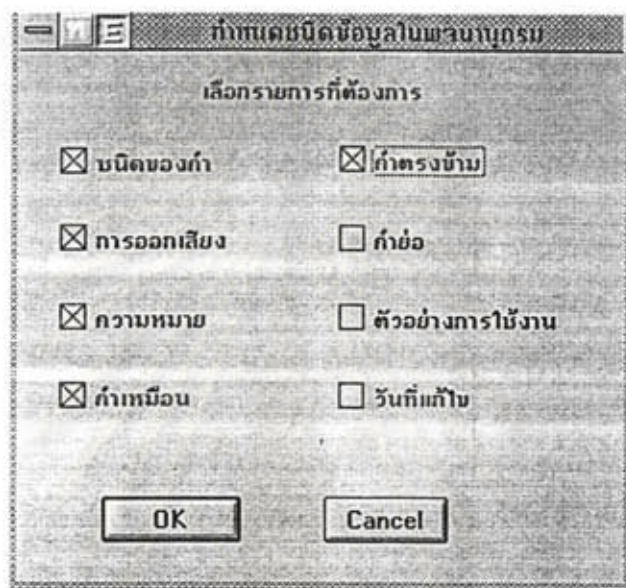 กำหนดชนิดข้อมูลในพจนานุกรม
เลือกรายการที่ต้องการ
ชนิดของคำ
คำตรงข้าม
การออกเสียง
คำย่อ
ความหมาย
ตัวอย่างการใช้งาน
คำเหมือน
วันที่แก้ไข
OK
Cancel